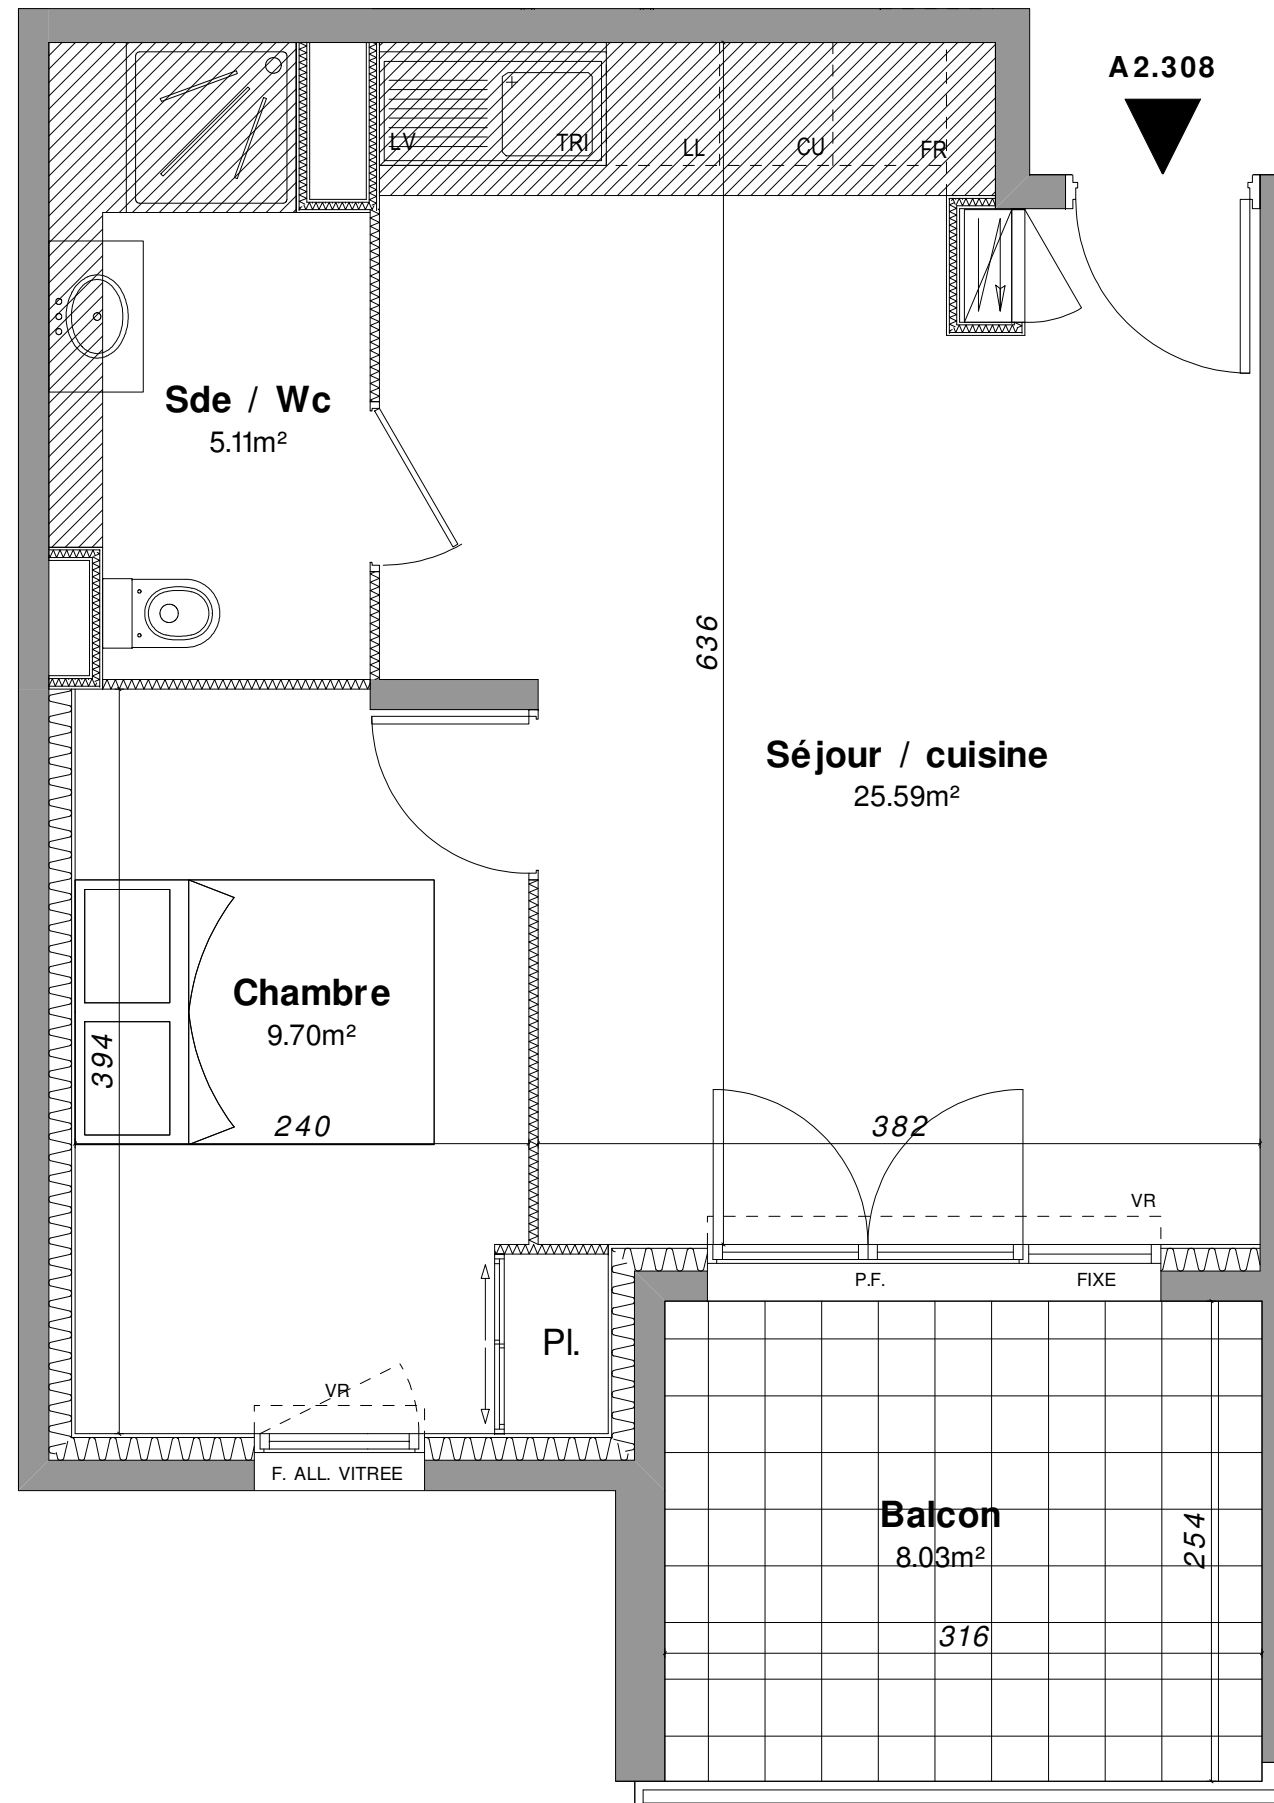 A2.308
LV
TRI
LL
CU
FR
Sde / Wc
5.11m²
636
Séjour / cuisine
25.59m²
Chambre
9.70m²
394
240
382
VR
P.F.
FIXE
Pl.
VR
F. ALL. VITREE
Balcon
8.03m²
254
316